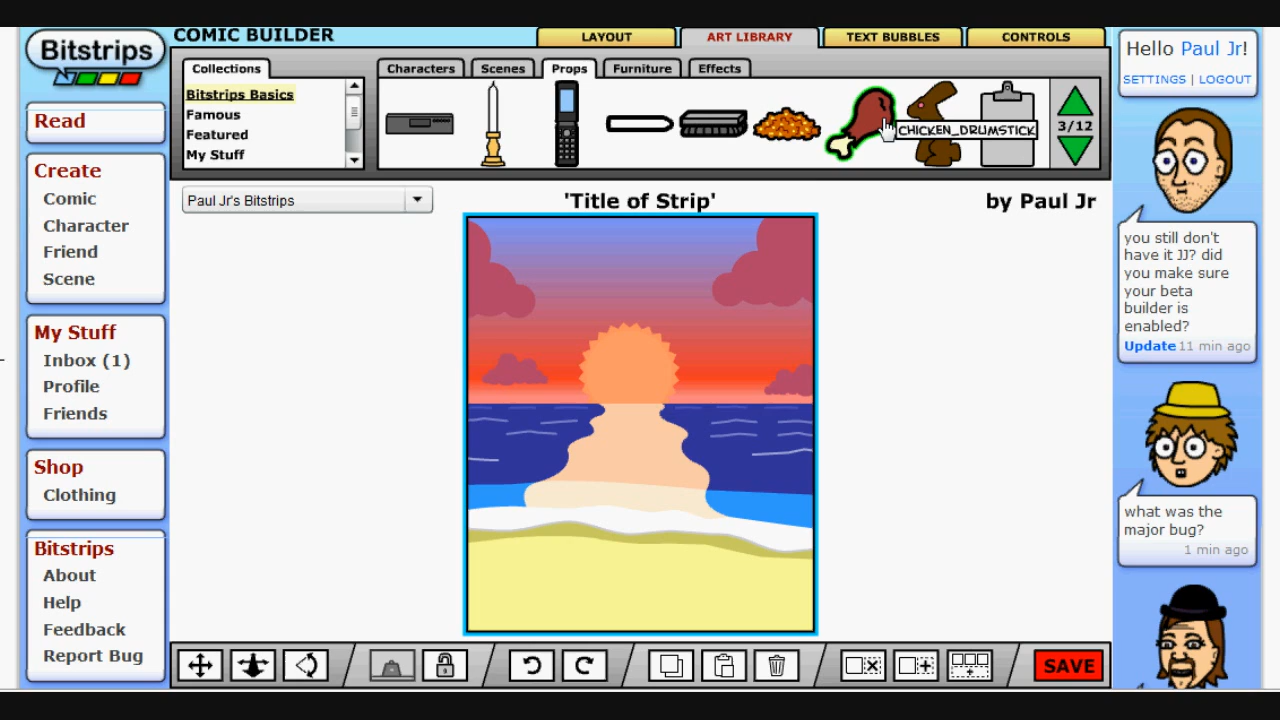 Bitstrips
COMIC BUILDER
LAYOUT
ART LIBRARY
TEXT BUBBLES
CONTROLS
Hello Paul Jr!
SETTINGS | LOGOUT
Collections
Characters
Scenes
Props
Furniture
Effects
Bitstrips Basics
Famous
Featured
My Stuff
CHICKEN_DRUMSTICK
3/12
Read
Create
Comic
Character
Friend
Scene
My Stuff
Inbox (1)
Profile
Friends
Shop
Clothing
Bitstrips
About
Help
Feedback
Report Bug
Paul Jr's Bitstrips
'Title of Strip'
by Paul Jr
you still don't
have it JJ? did
you make sure
your beta
builder is
enabled?
Update 11 min ago
what was the
major bug?
1 min ago
SAVE